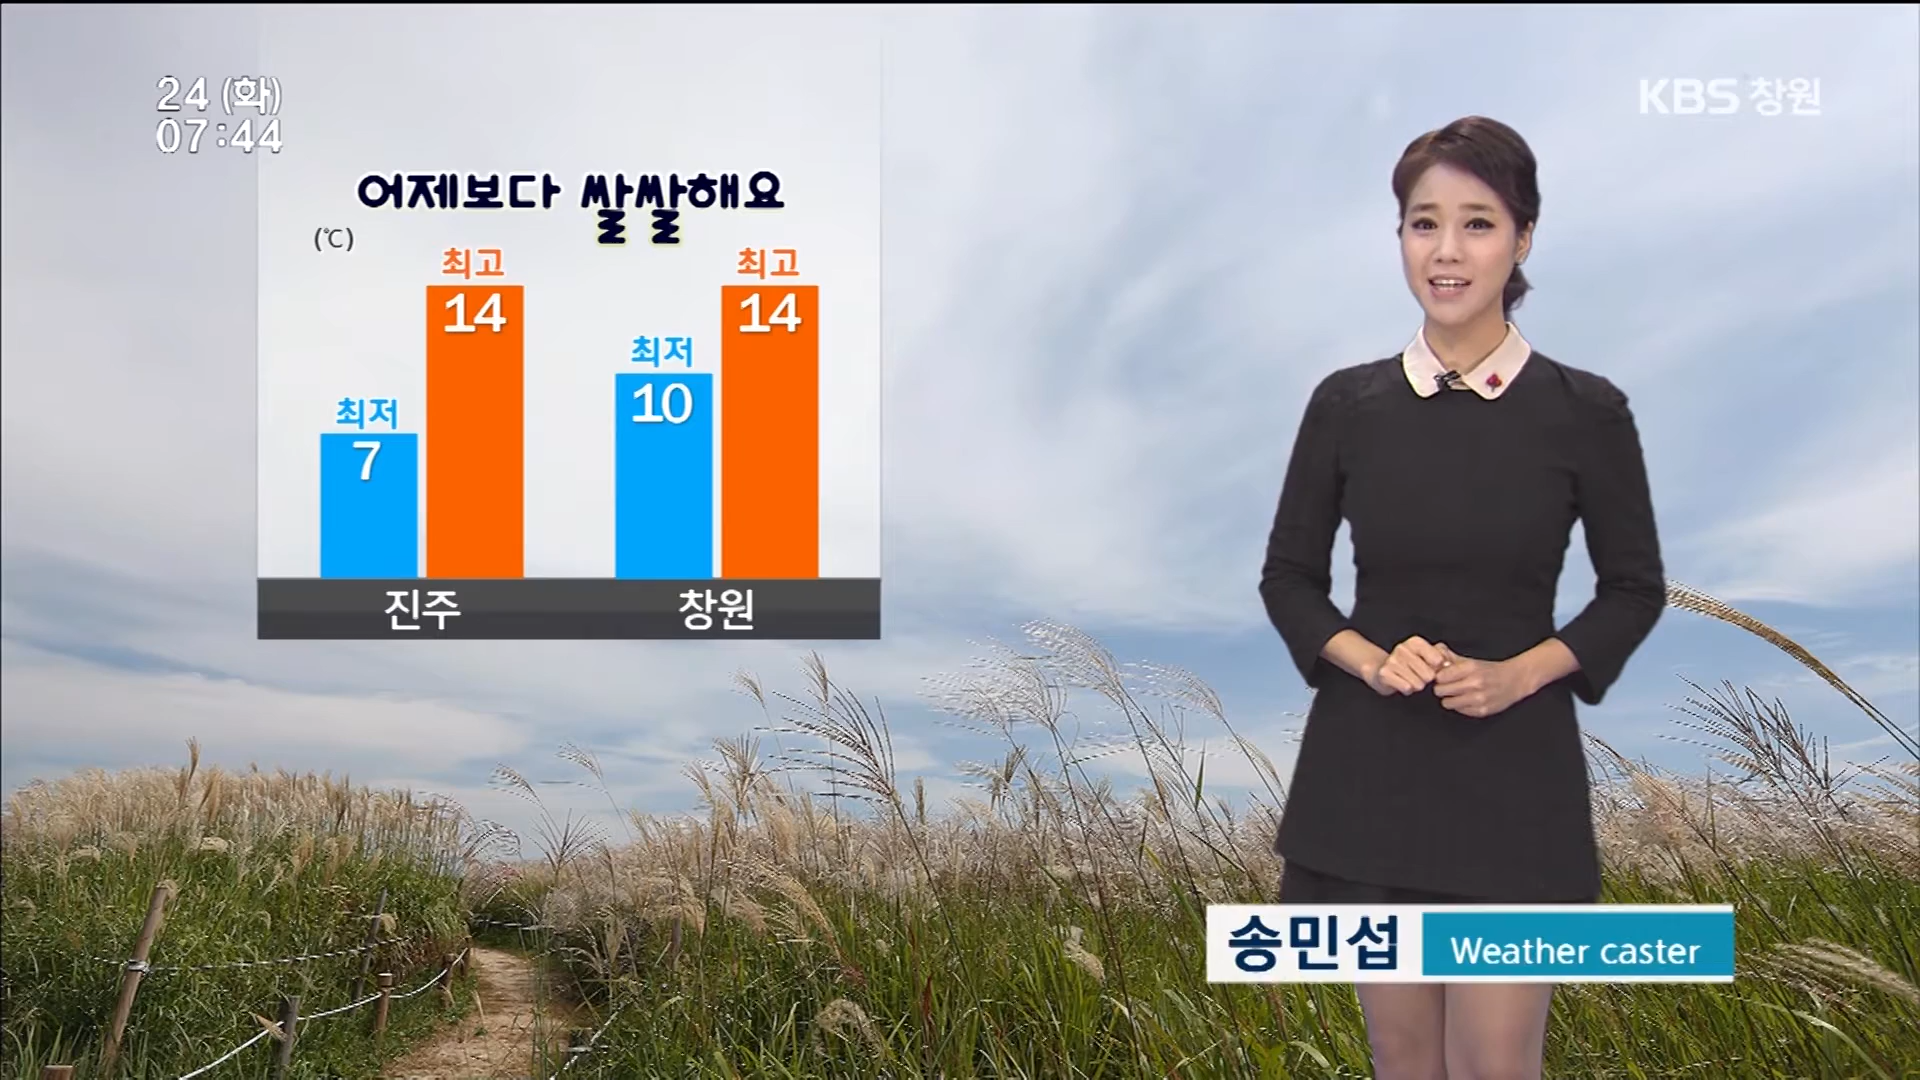 24 (화)
07:44
KBS 창원
어제보다 쌀쌀해요
(℃)
최저
7
최고
14
최저
10
최고
14
진주
창원
송민섭 Weather caster